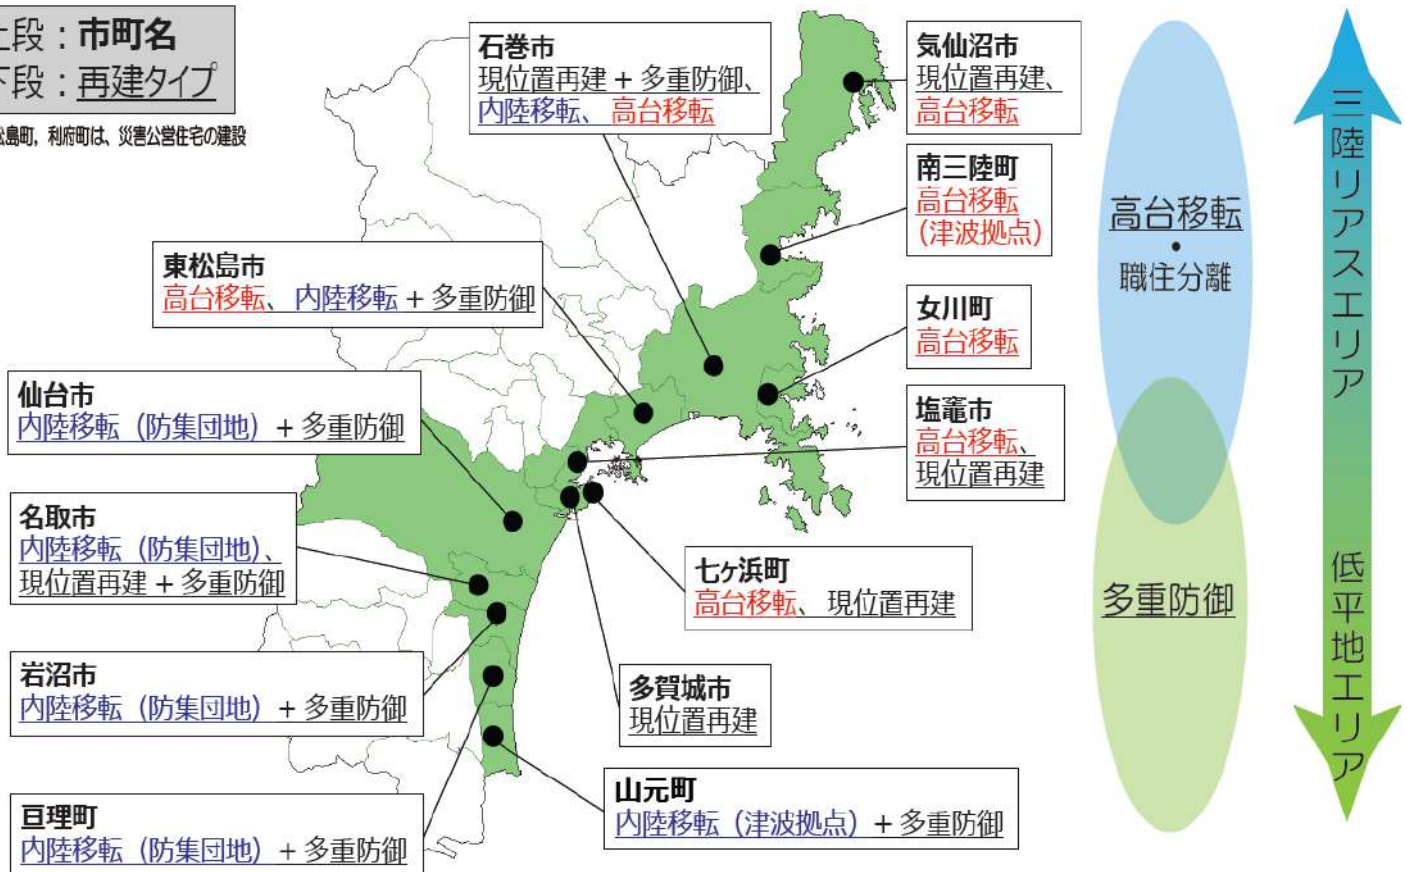 上段：市町名
下段：再建タイプ
松島町，利府町は、災害公営住宅の建設
石巻市
現位置再建 + 多重防御、
内陸移転、高台移転
気仙沼市
現位置再建、
高台移転
南三陸町
高台移転
（津波拠点）
東松島市
高台移転、内陸移転 + 多重防御
女川町
高台移転
仙台市
内陸移転（防集団地）+ 多重防御
塩竈市
高台移転、
現位置再建
名取市
内陸移転（防集団地）、
現位置再建 + 多重防御
七ヶ浜町
高台移転、現位置再建
岩沼市
内陸移転（防集団地）+ 多重防御
多賀城市
現位置再建
山元町
内陸移転（津波拠点）+ 多重防御
亘理町
内陸移転（防集団地）+ 多重防御
高台移転
・
職住分離
多重防御
三陸リアスエリア
低平地エリア